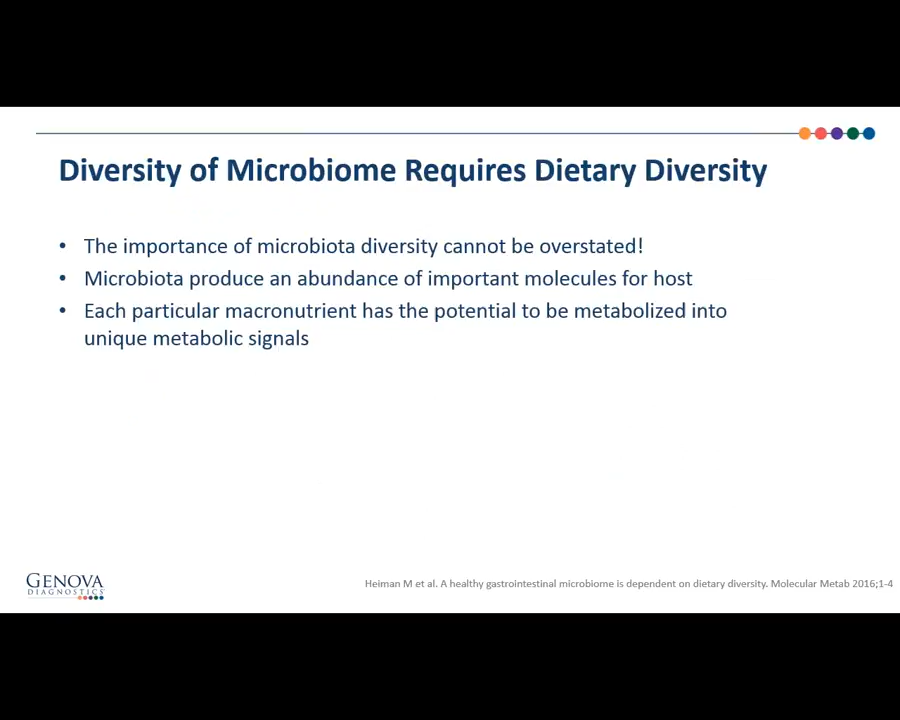 Diversity of Microbiome Requires Dietary Diversity
• The importance of microbiota diversity cannot be overstated!
• Microbiota produce an abundance of important molecules for host
• Each particular macronutrient has the potential to be metabolized into
unique metabolic signals
GENOVA
DIAGNOSTICS
Heiman M et al. A healthy gastrointestinal microbiome is dependent on dietary diversity. Molecular Metab 2016;1-4